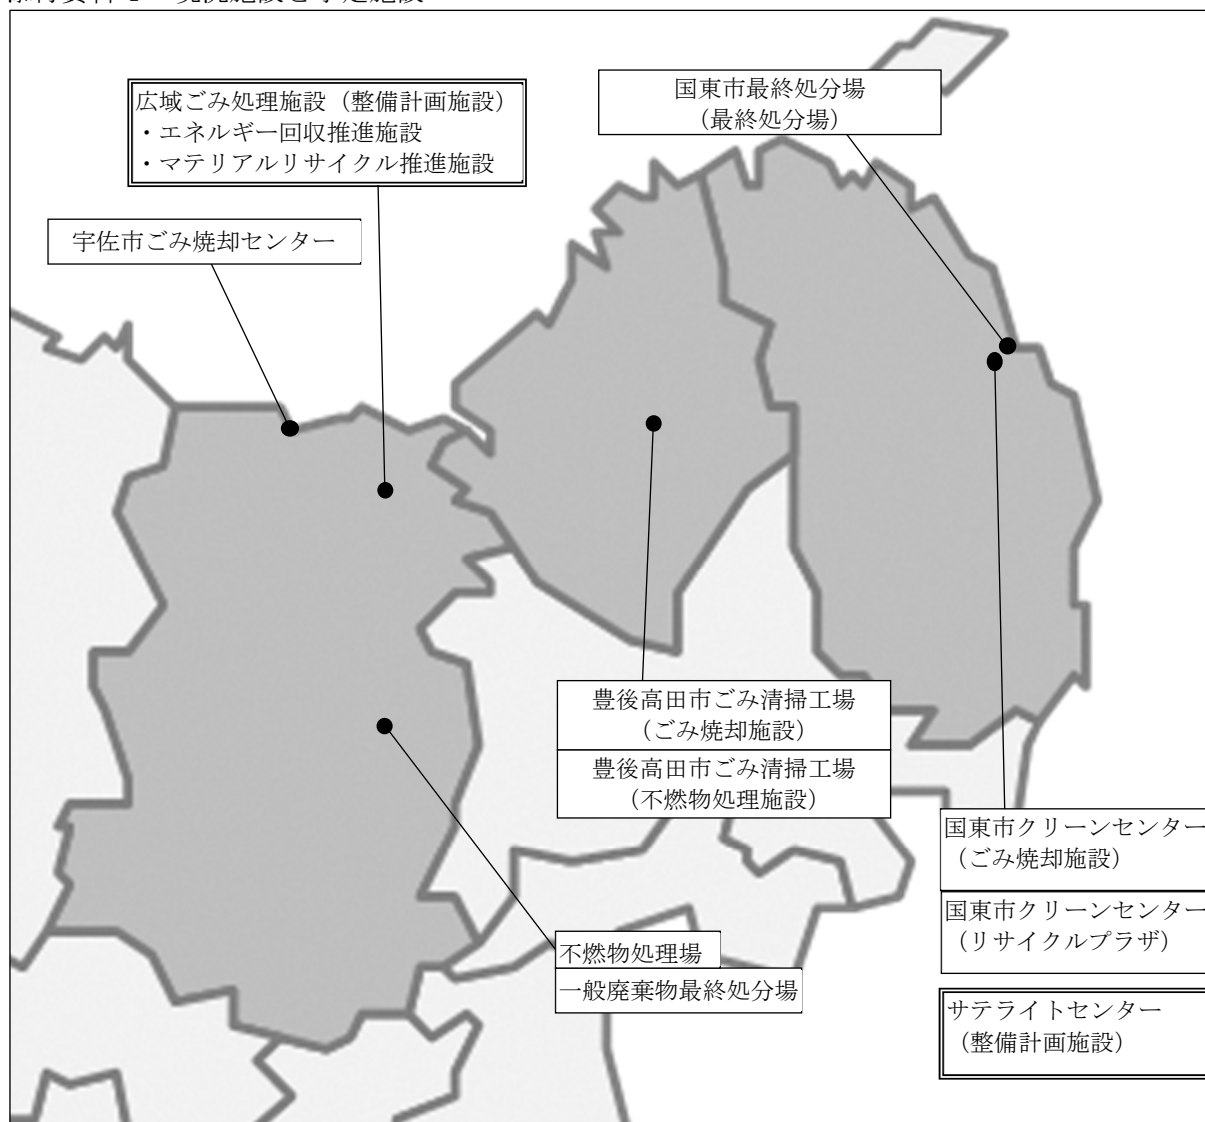 広域ごみ処理施設（整備計画施設）
・エネルギー回収推進施設
・マテリアルリサイクル推進施設
国東市最終処分場
（最終処分場）
宇佐市ごみ焼却センター
豊後高田市ごみ清掃工場
（ごみ焼却施設）
豊後高田市ごみ清掃工場
（不燃物処理施設）
国東市クリーンセンター
（ごみ焼却施設）
国東市クリーンセンター
（リサイクルプラザ）
不燃物処理場
一般廃棄物最終処分場
サテライトセンター
（整備計画施設）